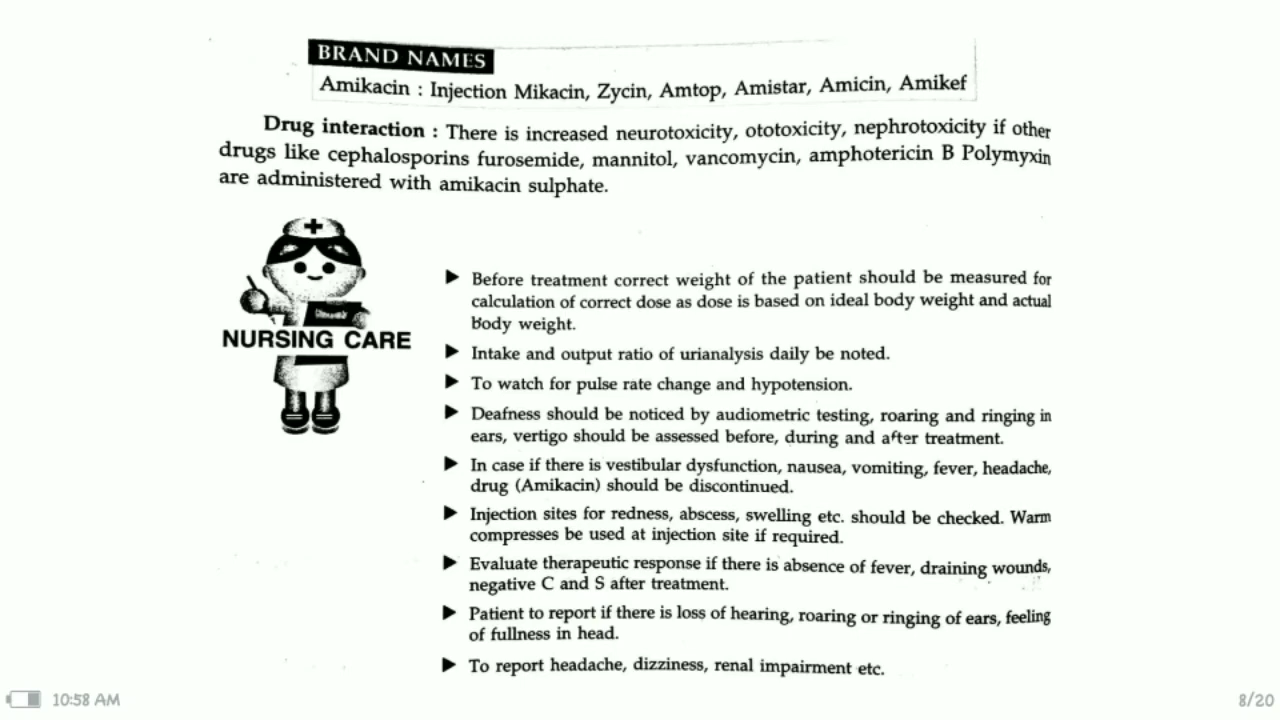 BRAND NAMES
Amikacin : Injection Mikacin, Zycin, Amtop, Amistar, Amicin, Amikef
Drug interaction : There is increased neurotoxicity, ototoxicity, nephrotoxicity if other
drugs like cephalosporins furosemide, mannitol, vancomycin, amphotericin B Polymyxin
are administered with amikacin sulphate.
NURSING CARE
▶ Before treatment correct weight of the patient should be measured for
calculation of correct dose as dose is based on ideal body weight and actual
body weight.
▶ Intake and output ratio of urianalysis daily be noted.
▶ To watch for pulse rate change and hypotension.
▶ Deafness should be noticed by audiometric testing, roaring and ringing in
ears, vertigo should be assessed before, during and after treatment.
▶ In case if there is vestibular dysfunction, nausea, vomiting, fever, headache,
drug (Amikacin) should be discontinued.
▶ Injection sites for redness, abscess, swelling etc. should be checked. Warm
compresses be used at injection site if required.
▶ Evaluate therapeutic response if there is absence of fever, draining wounds,
negative C and S after treatment.
▶ Patient to report if there is loss of hearing, roaring or ringing of ears, feeling
of fullness in head.
▶ To report headache, dizziness, renal impairment etc.
10:58 AM
8/20